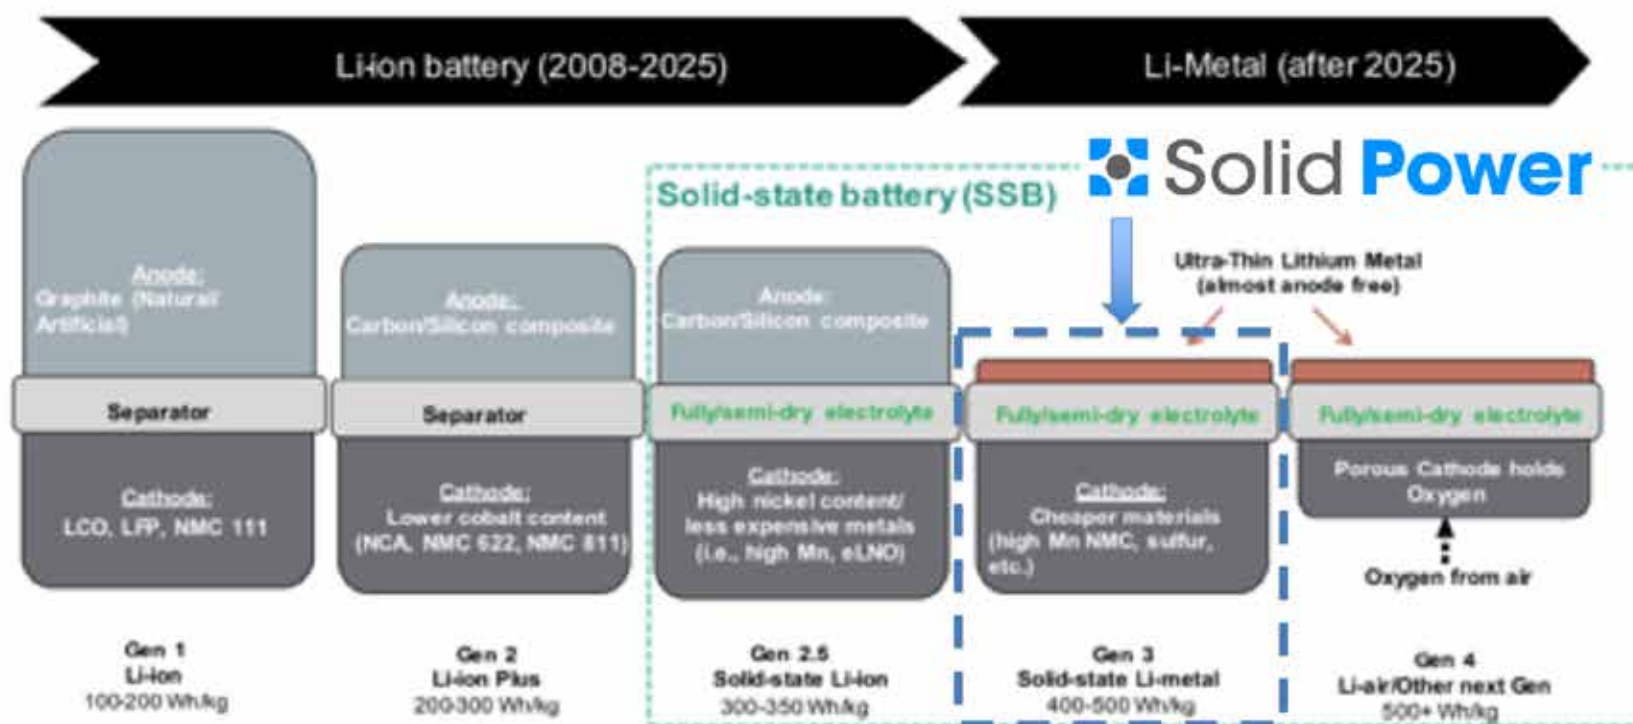 Li-ion battery (2008-2025)
Li-Metal (after 2025)
Solid Power
Solid-state battery (SSB)
Ultra-Thin Lithium Metal
(almost anode free)
Anode:
Graphite (Natural/
Artificial)
Separator
Cathode:
LCO, LFP, NMC 111
Gen 1
Li-ion
100-200 Wh/kg
Anode:
Carbon/Silicon composite
Separator
Cathode:
Lower cobalt content
(NCA, NMC 622, NMC 811)
Gen 2
Li-ion Plus
200-300 Wh/kg
Anode:
Carbon/Silicon composite
Fully/semi-dry electrolyte
Cathode:
High nickel content/
less expensive metals
(i.e., high Mn, eLNO)
Gen 2.5
Solid-state Li-ion
300-350 Wh/kg
Fully/semi-dry electrolyte
Cathode:
Cheaper materials
(high Mn NMC, sulfur,
etc.)
Gen 3
Solid-state Li-metal
400-500 Wh/kg
Fully/semi-dry electrolyte
Porous Cathode holds
Oxygen
Oxygen from air
Gen 4
Li-air/Other next Gen
500+ Wh/kg